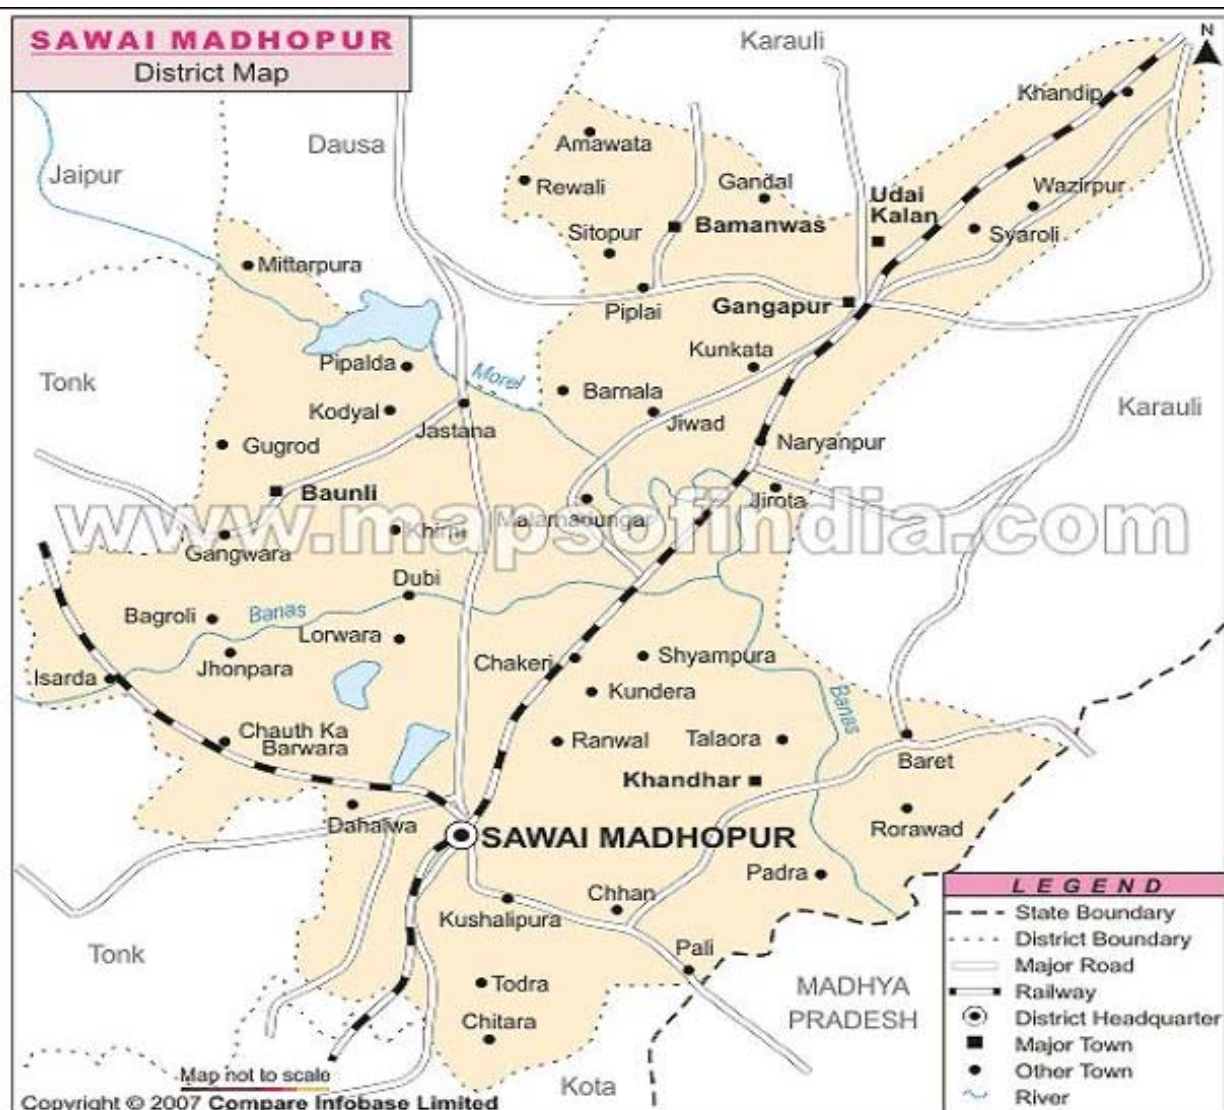 SAWAI MADHOPUR
District Map
N
Karauli
Khandip
Dausa
Amawata
Jaipur
Rewali
Gandal
Wazirpur
Udai
Kalan
Bamanwas
Sitopur
Syaroli
Mittarpura
Piplai
Gangapur
Kunkata
Pipalda
Morel
Tonk
Barnala
Karauli
Kodyal
Jastana
Jiwad
Gugrod
Naryanpur
Baunli
Jirota
www.mapsofindia.com
Khirni
Gangwara
Dubi
Bagroli
Banas
Lorwara
Jhonpara
Chakeri
Shyampura
Isarda
Kundera
Banas
Chauth Ka
Barwara
Ranwal
Talaora
Baret
Khandhar
Dahalwa
SAWAI MADHOPUR
Rorawad
Padra
Chhan
Kushalipura
Tonk
Pali
Todra
MADHYA
PRADESH
Chitara
Kota
LEGEND
State Boundary
District Boundary
Major Road
Railway
District Headquarter
Major Town
Other Town
River
Map not to scale
Copyright © 2007 Compare Infobase Limited